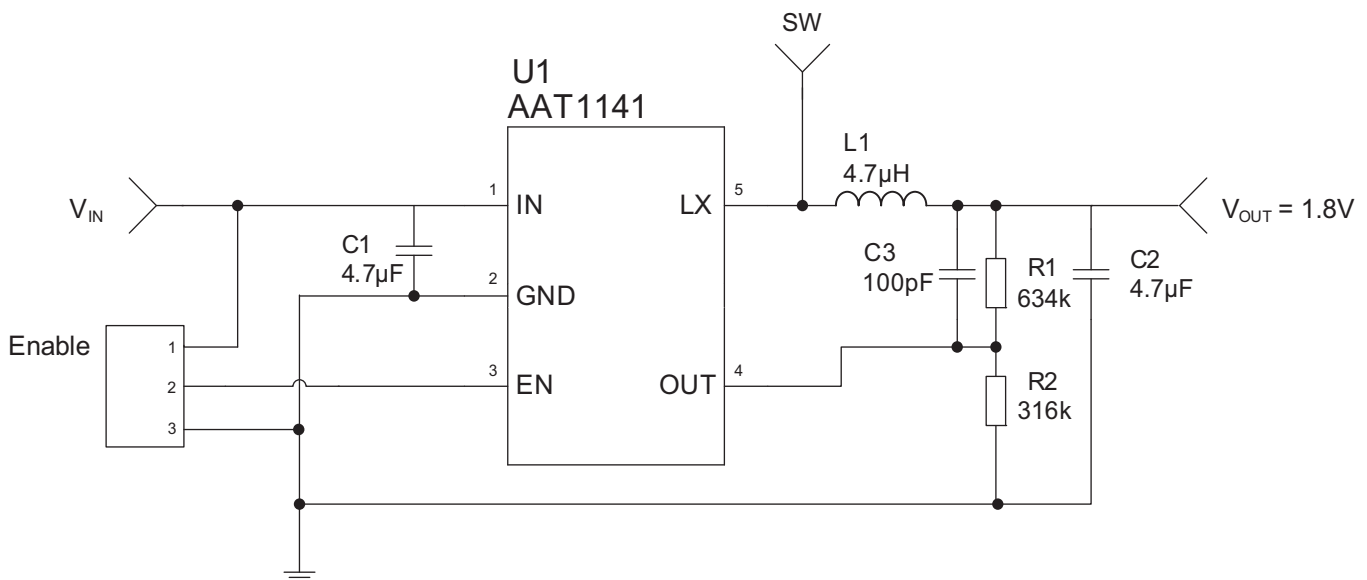 SW
U1
AAT1141
L1
4.7µH
VIN
1
IN
LX
5
VOUT = 1.8V
C1
4.7µF
C3
100pF
R1
634k
C2
4.7µF
2
GND
Enable
1
2
3
3
EN
OUT
4
R2
316k